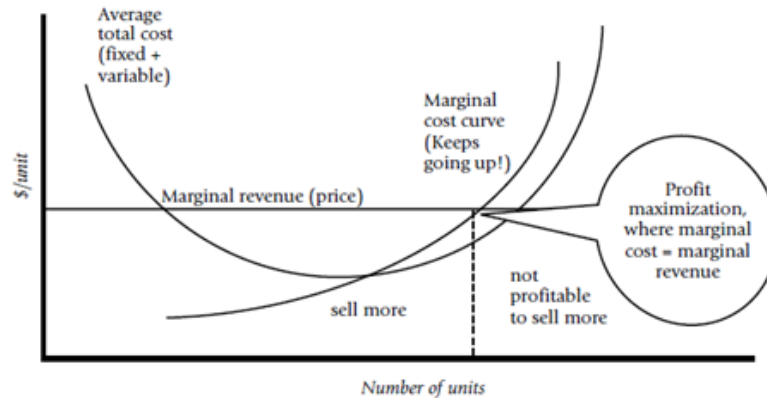 Average
total cost
(fixed +
variable)
Marginal
cost curve
(Keeps
going up!)
$/unit
Marginal revenue (price)
Profit
maximization,
where marginal
cost = marginal
revenue
sell more
not
profitable
to sell more
Number of units